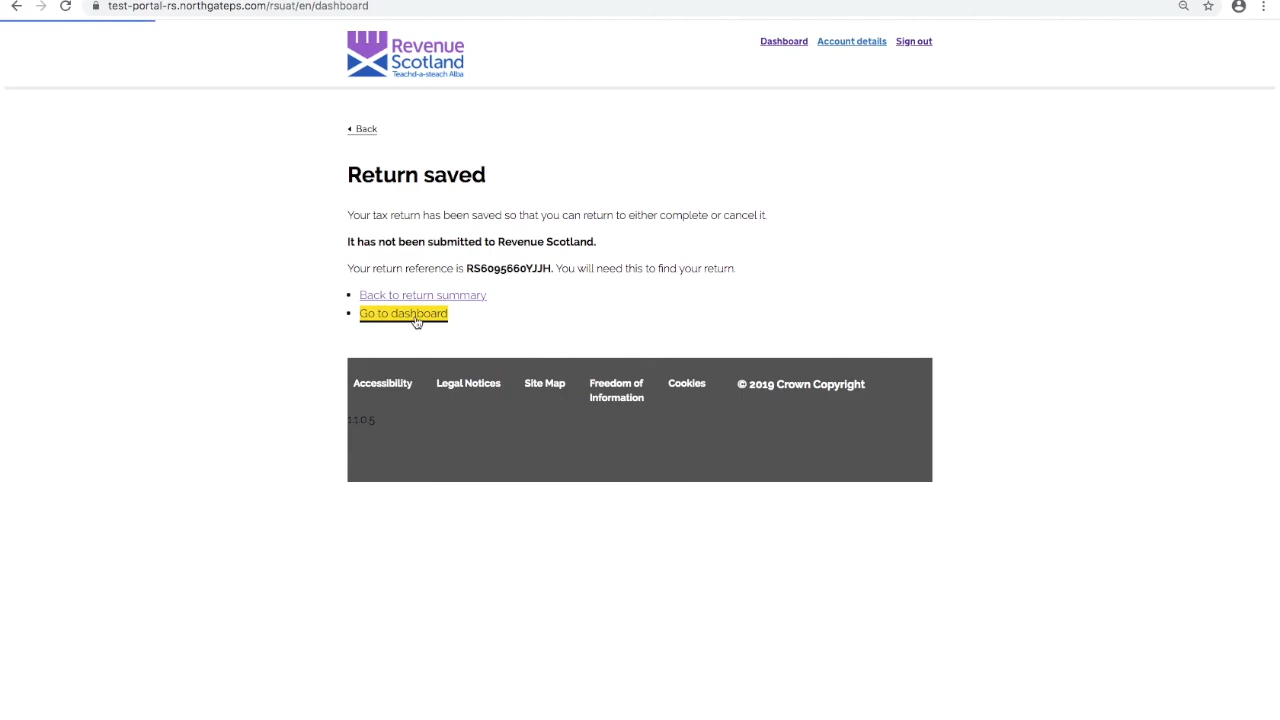 test-portal-rs.northgateps.com/rsuat/en/dashboard
Revenue
Scotland
Teachd-a-steach Alba
Dashboard Account details Sign out
Back
Return saved
Your tax return has been saved so that you can return to either complete or cancel it.
It has not been submitted to Revenue Scotland.
Your return reference is RS6095660YJJH. You will need this to find your return.
Back to return summary
Go to dashboard
Accessibility Legal Notices Site Map Freedom of Information Cookies © 2019 Crown Copyright
1.1.0.5